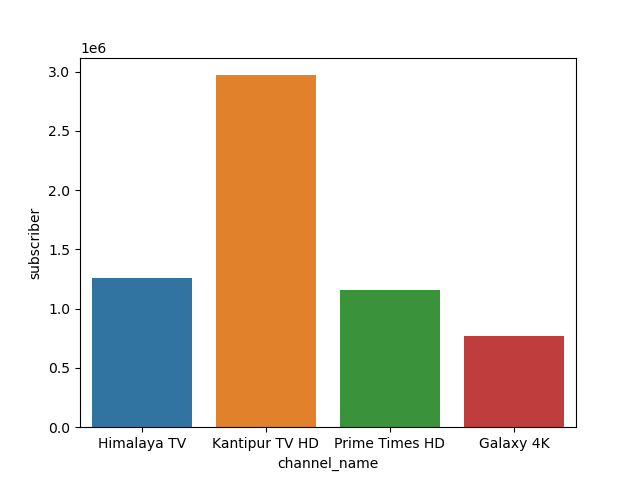 1e6
3.0
2.5
2.0
1.5
1.0
0.5
0.0
subscriber
Himalaya TV Kantipur TV HD Prime Times HD Galaxy 4K
channel_name